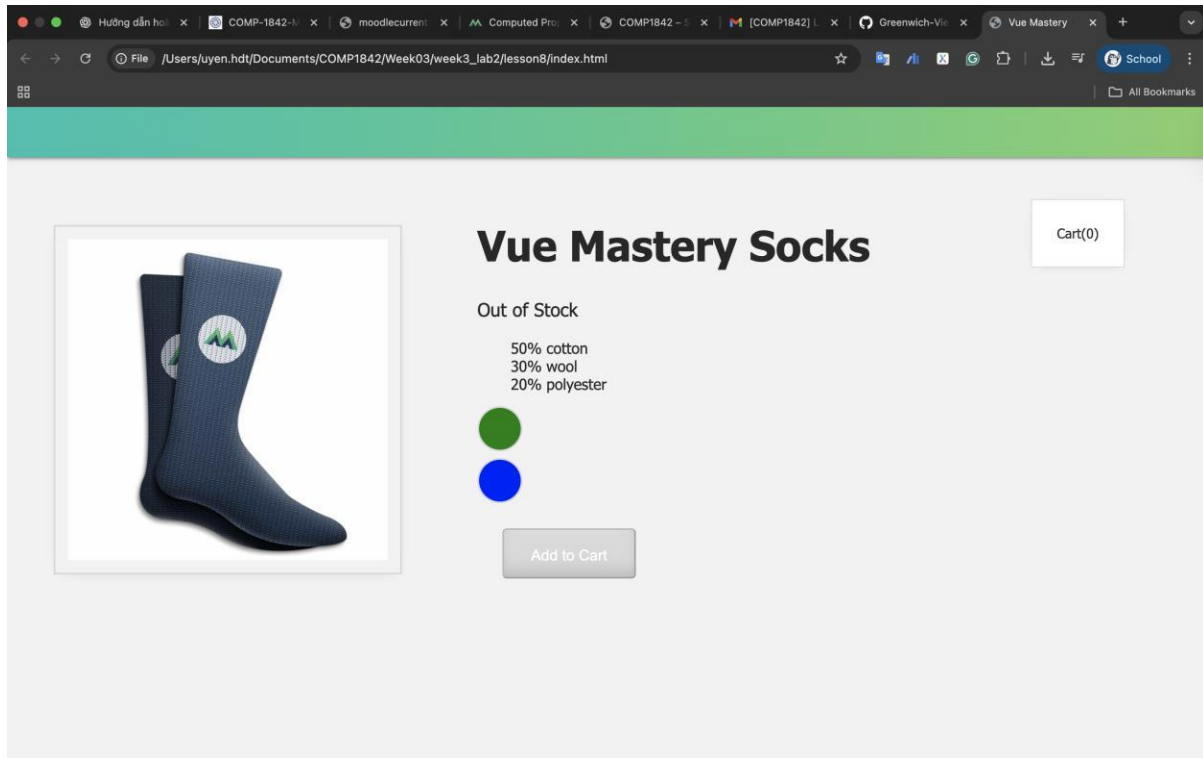 Hướng dẫn ho
COMP-1842-M
moodlecurrent
Computed Pro
COMP1842 – S
[COMP1842] L
Greenwich-Vie
Vue Mastery
File /Users/uyen.hdt/Documents/COMP1842/Week03/week3_lab2/lesson8/index.html
School
All Bookmarks
Cart(0)
Vue Mastery Socks
Out of Stock
50% cotton
30% wool
20% polyester
Add to Cart